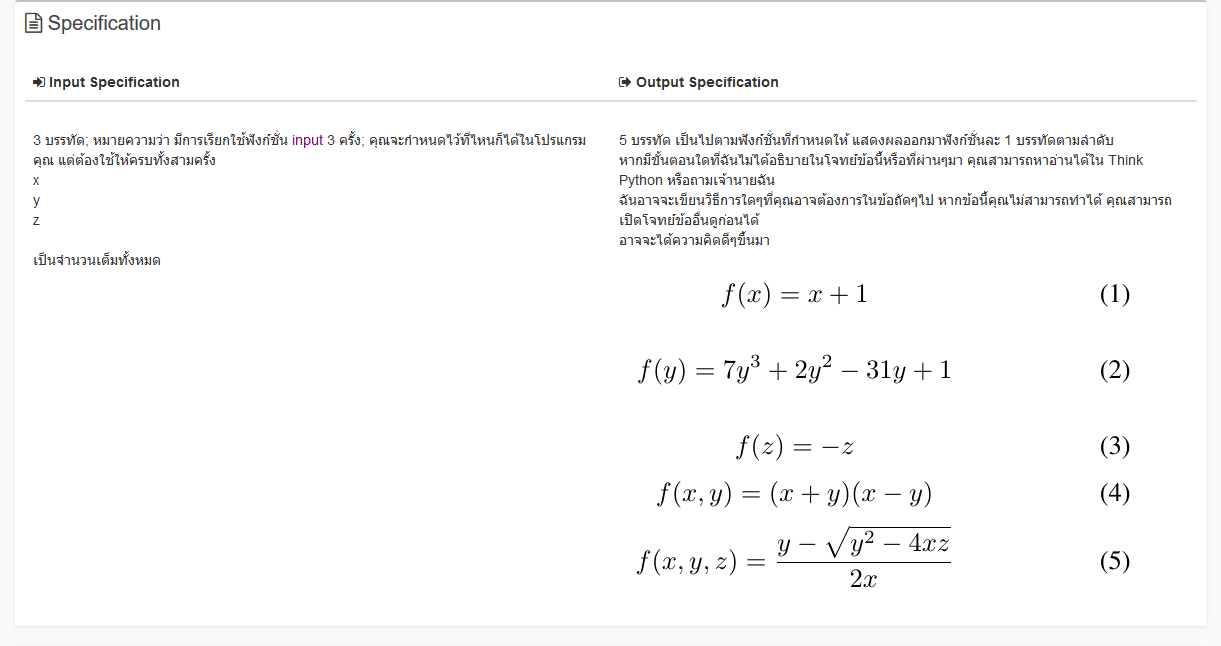 Specification
Input Specification
3 บรรทัด; หมายความว่า มีการเรียกใช้ฟังก์ชั่น input 3 ครั้ง; คุณจะกำหนดไว้ที่ไหนก็ได้ในโปรแกรม
คุณ แต่ต้องใช้ให้ครบทั้งสามครั้ง
x
y
z
เป็นจำนวนเต็มทั้งหมด
Output Specification
5 บรรทัด เป็นไปตามฟังก์ชั่นที่กำหนดให้ แสดงผลออกมาฟังก์ชั่นละ 1 บรรทัดตามลำดับ
หากมีขั้นตอนใดที่ฉันไม่ได้อธิบายในโจทย์ข้อนี้หรือที่ผ่านๆมา คุณสามารถหาอ่านได้ใน Think
Python หรือถามเจ้านายฉัน
ฉันอาจจะเขียนวิธีการใดๆที่คุณอาจต้องการในข้อถัดๆไป หากข้อนี้คุณไม่สามารถทำได้ คุณสามารถ
เปิดโจทย์ข้ออื่นดูก่อนได้
อาจจะได้ความคิดดีๆขึ้นมา
f(x) = x + 1 (1)
f(y) = 7y³ + 2y² − 31y + 1 (2)
f(z) = −z (3)
f(x, y) = (x + y)(x − y) (4)
f(x, y, z) = (y − √(y² − 4xz)) / 2x (5)